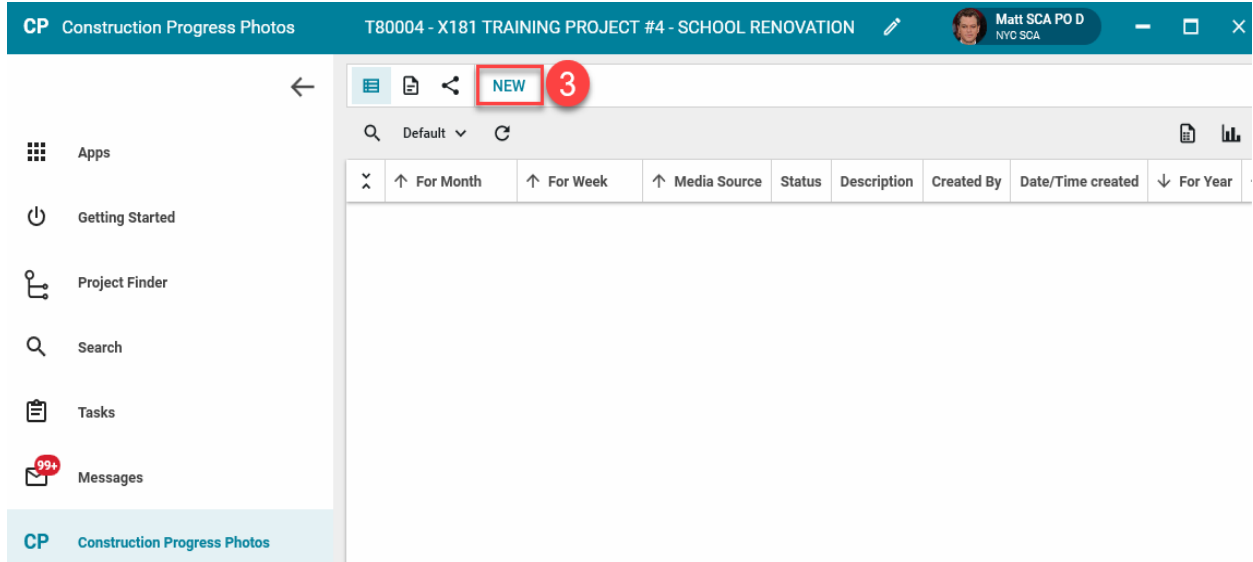 CP Construction Progress Photos T80004 - X181 TRAINING PROJECT #4 - SCHOOL RENOVATION Matt SCA PO D
NYC SCA
NEW 3
Default
Apps
For Month For Week Media Source Status Description Created By Date/Time created For Year
Getting Started
Project Finder
Search
Tasks
99+
Messages
CP Construction Progress Photos